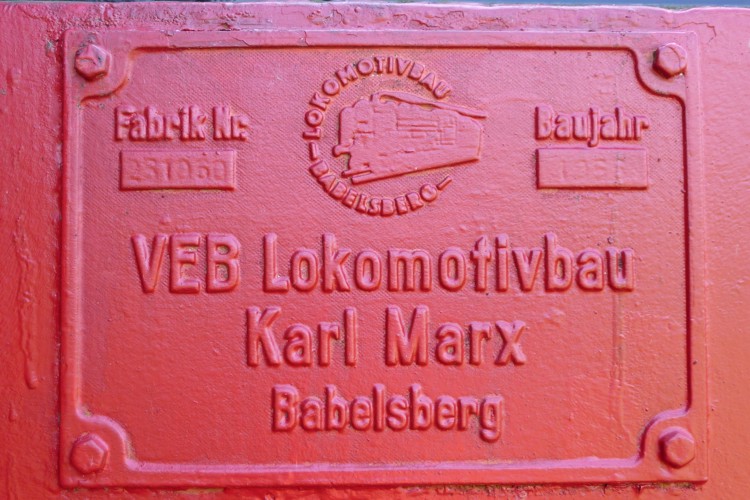 LOKOMOTIVBAU
BABELSBERG
Fabrik Nr.
Baujahr
VEB Lokomotivbau
Karl Marx
Babelsberg